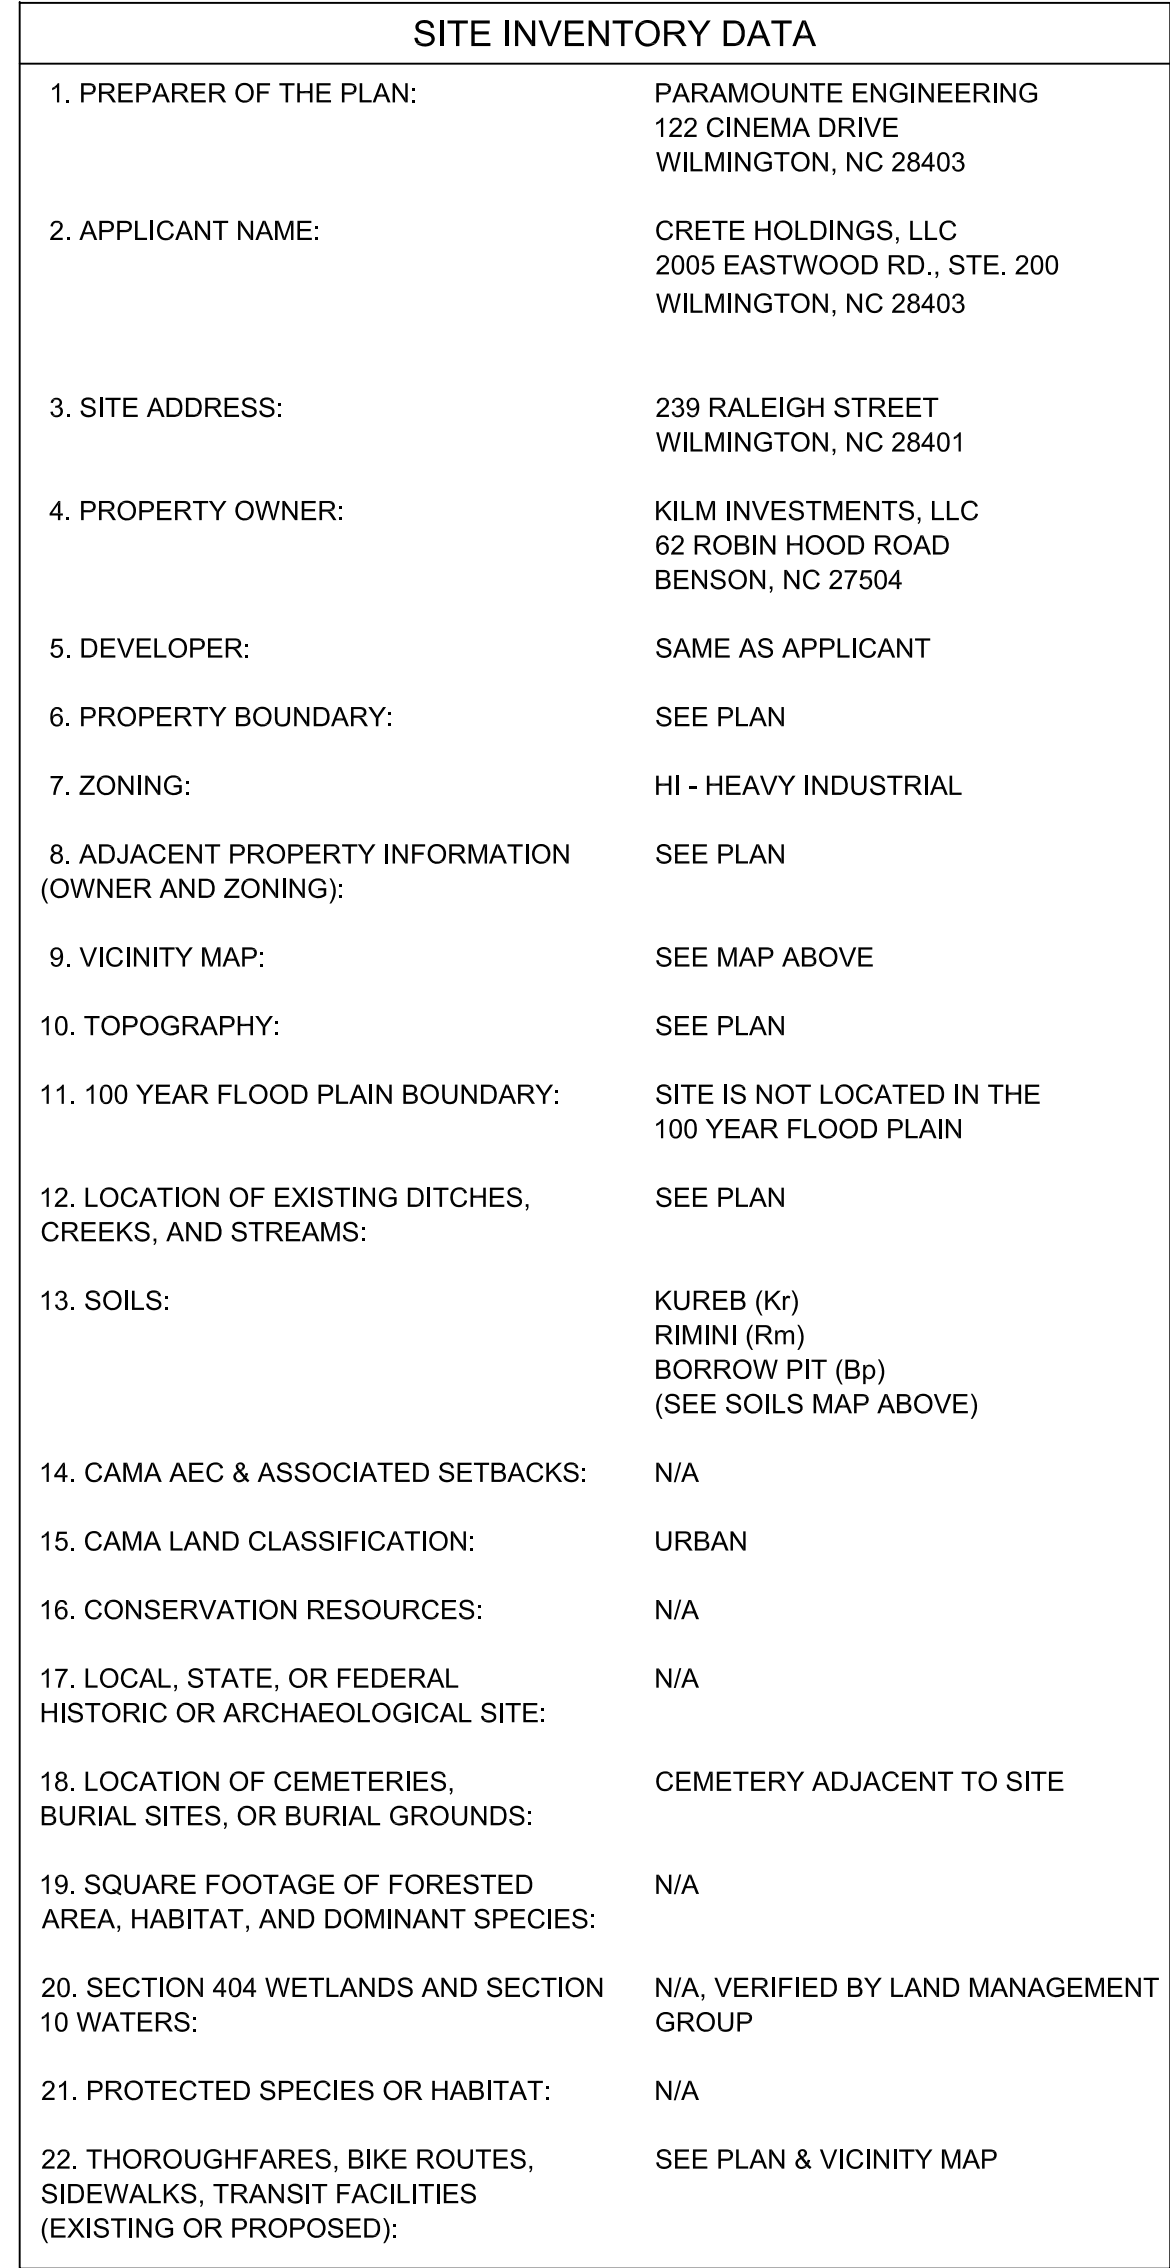 SITE INVENTORY DATA
1. PREPARER OF THE PLAN: PARAMOUNTE ENGINEERING
122 CINEMA DRIVE
WILMINGTON, NC 28403
2. APPLICANT NAME: CRETE HOLDINGS, LLC
2005 EASTWOOD RD., STE. 200
WILMINGTON, NC 28403
3. SITE ADDRESS: 239 RALEIGH STREET
WILMINGTON, NC 28401
4. PROPERTY OWNER: KILM INVESTMENTS, LLC
62 ROBIN HOOD ROAD
BENSON, NC 27504
5. DEVELOPER: SAME AS APPLICANT
6. PROPERTY BOUNDARY: SEE PLAN
7. ZONING: HI - HEAVY INDUSTRIAL
8. ADJACENT PROPERTY INFORMATION SEE PLAN
(OWNER AND ZONING):
9. VICINITY MAP: SEE MAP ABOVE
10. TOPOGRAPHY: SEE PLAN
11. 100 YEAR FLOOD PLAIN BOUNDARY: SITE IS NOT LOCATED IN THE
100 YEAR FLOOD PLAIN
12. LOCATION OF EXISTING DITCHES, SEE PLAN
CREEKS, AND STREAMS:
13. SOILS: KUREB (Kr)
RIMINI (Rm)
BORROW PIT (Bp)
(SEE SOILS MAP ABOVE)
14. CAMA AEC & ASSOCIATED SETBACKS: N/A
15. CAMA LAND CLASSIFICATION: URBAN
16. CONSERVATION RESOURCES: N/A
17. LOCAL, STATE, OR FEDERAL N/A
HISTORIC OR ARCHAEOLOGICAL SITE:
18. LOCATION OF CEMETERIES, CEMETERY ADJACENT TO SITE
BURIAL SITES, OR BURIAL GROUNDS:
19. SQUARE FOOTAGE OF FORESTED N/A
AREA, HABITAT, AND DOMINANT SPECIES:
20. SECTION 404 WETLANDS AND SECTION N/A, VERIFIED BY LAND MANAGEMENT
10 WATERS: GROUP
21. PROTECTED SPECIES OR HABITAT: N/A
22. THOROUGHFARES, BIKE ROUTES, SEE PLAN & VICINITY MAP
SIDEWALKS, TRANSIT FACILITIES
(EXISTING OR PROPOSED):